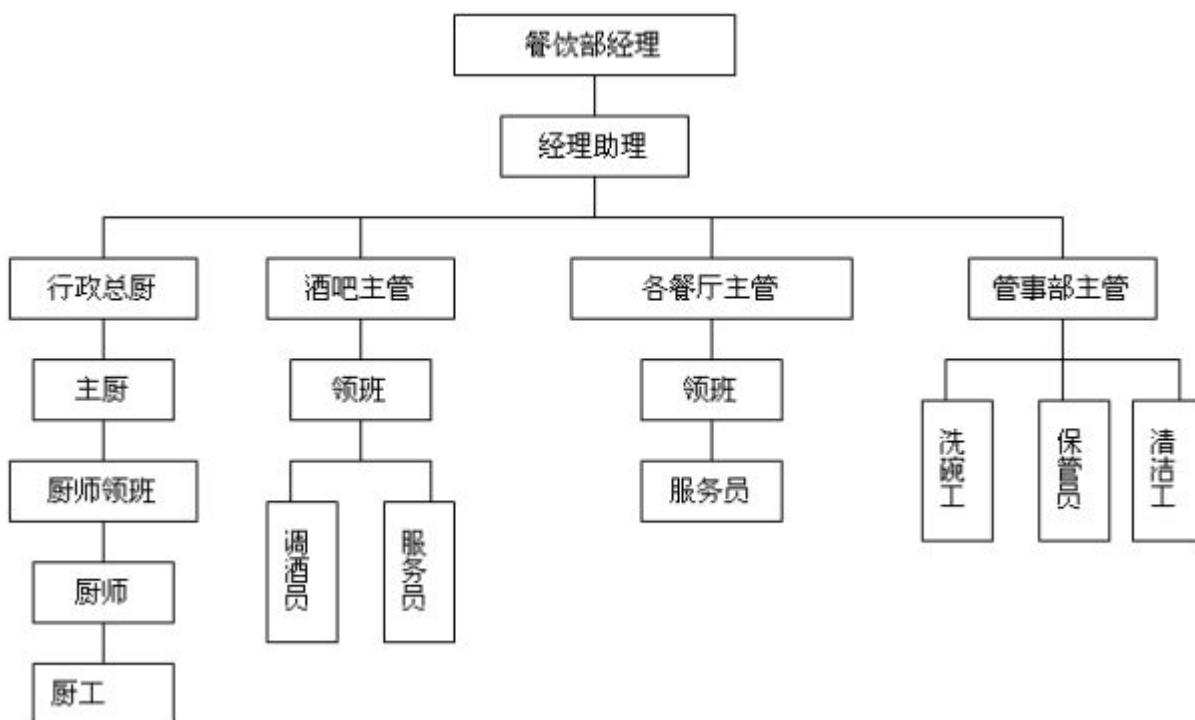 餐饮部经理
经理助理
行政总厨
酒吧主管
各餐厅主管
管事部主管
主厨
领班
领班
洗碗工
保管员
清洁工
厨师领班
服务员
调酒员
服务员
厨师
厨工